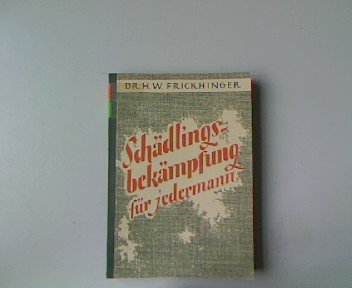 DR. H. W. FRICKHINGER
Schädlings-
bekämpfung
für jedermann